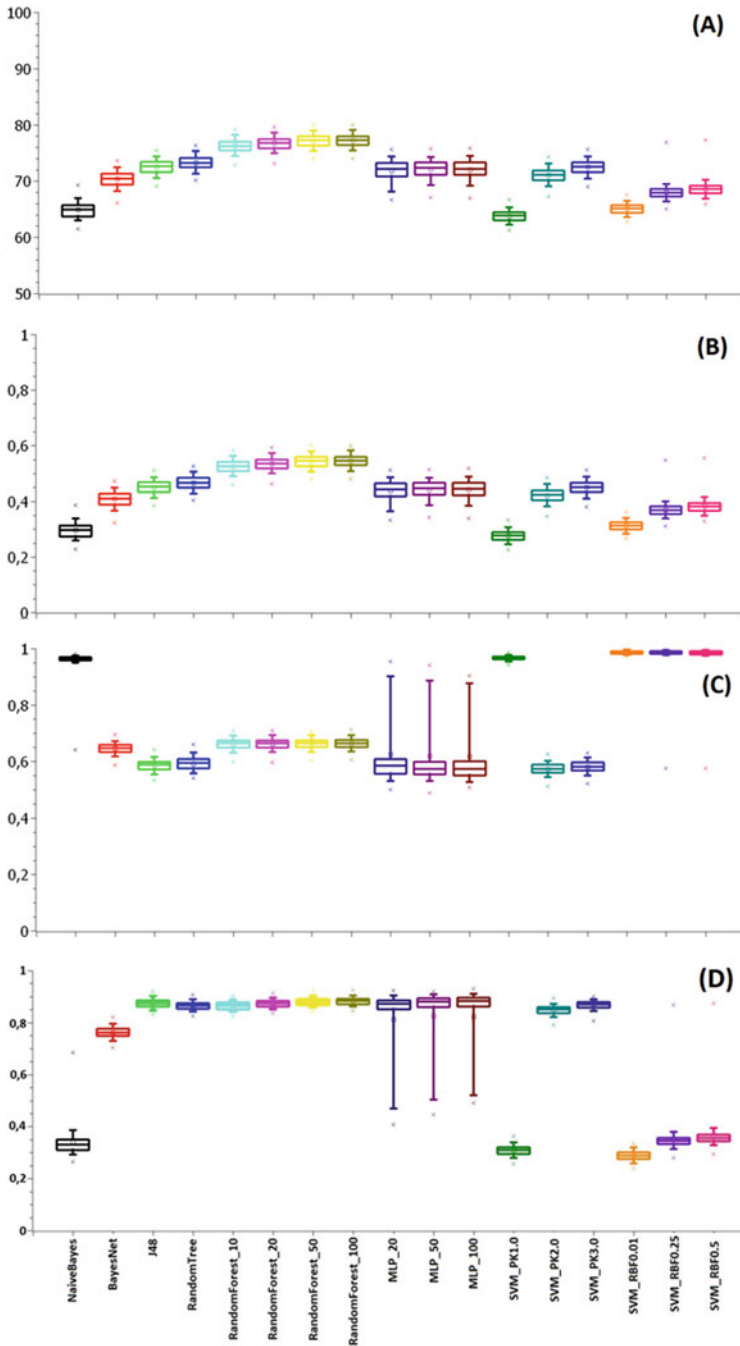 (A)
100
90
80
70
60
50
(B)
1
0,8
0,6
0,4
0,2
0
(C)
1
0,8
0,6
0,4
0,2
0
(D)
1
0,8
0,6
0,4
0,2
0
NaiveBayes
BayesNet
J48
RandomTree
RandomForest_10
RandomForest_20
RandomForest_50
RandomForest_100
MLP_20
MLP_50
MLP_100
SVM_PK1.0
SVM_PK2.0
SVM_PK3.0
SVM_RBF0.01
SVM_RBF0.25
SVM_RBF0.5